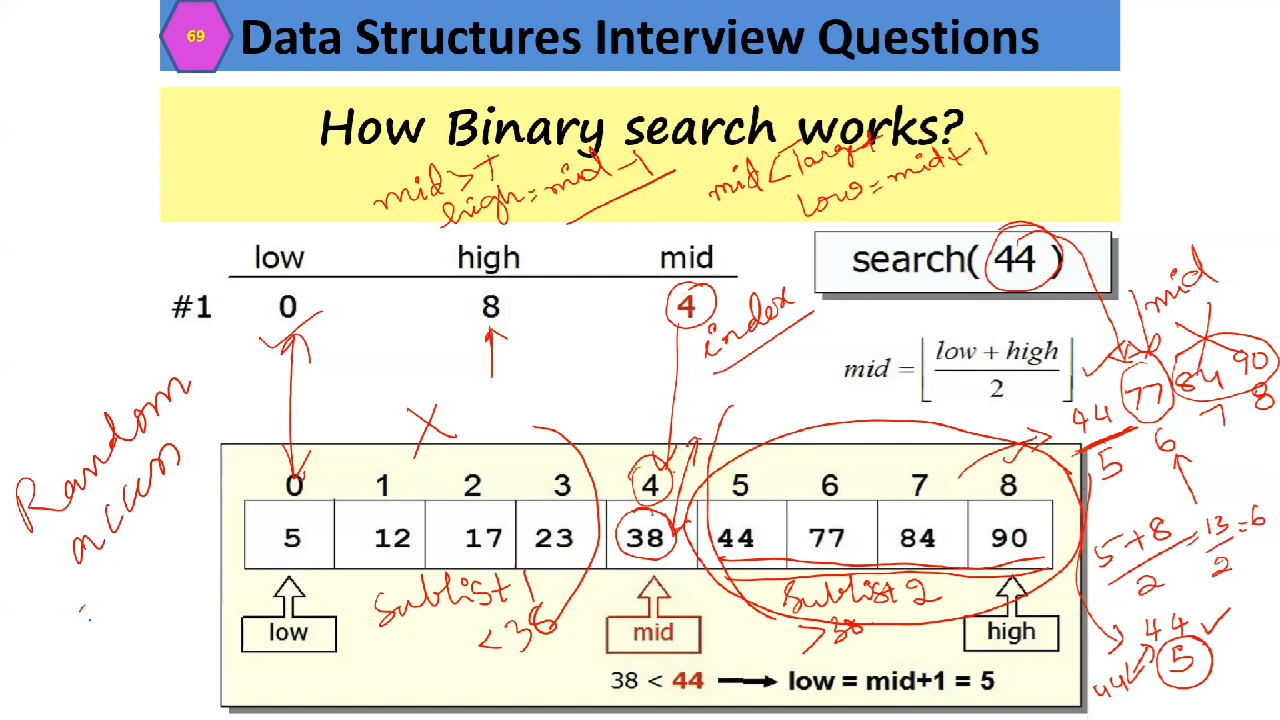 69
Data Structures Interview Questions
How Binary search works?
mid > T
high = mid - 1
mid < Target
low = mid + 1
low high mid
#1 0 8 4
search( 44 )
index
mid = ⌊ low + high / 2 ⌋
mid
44 77 84 90
5 6 7 8
Random
access
0 1 2 3 4 5 6 7 8
5 12 17 23 38 44 77 84 90
Sublist 1
< 38
Sublist 2
> 38
low
mid
high
38 < 44 → low = mid+1 = 5
5+8 / 2 = 13 / 2 = 6
44 ✓
44
5